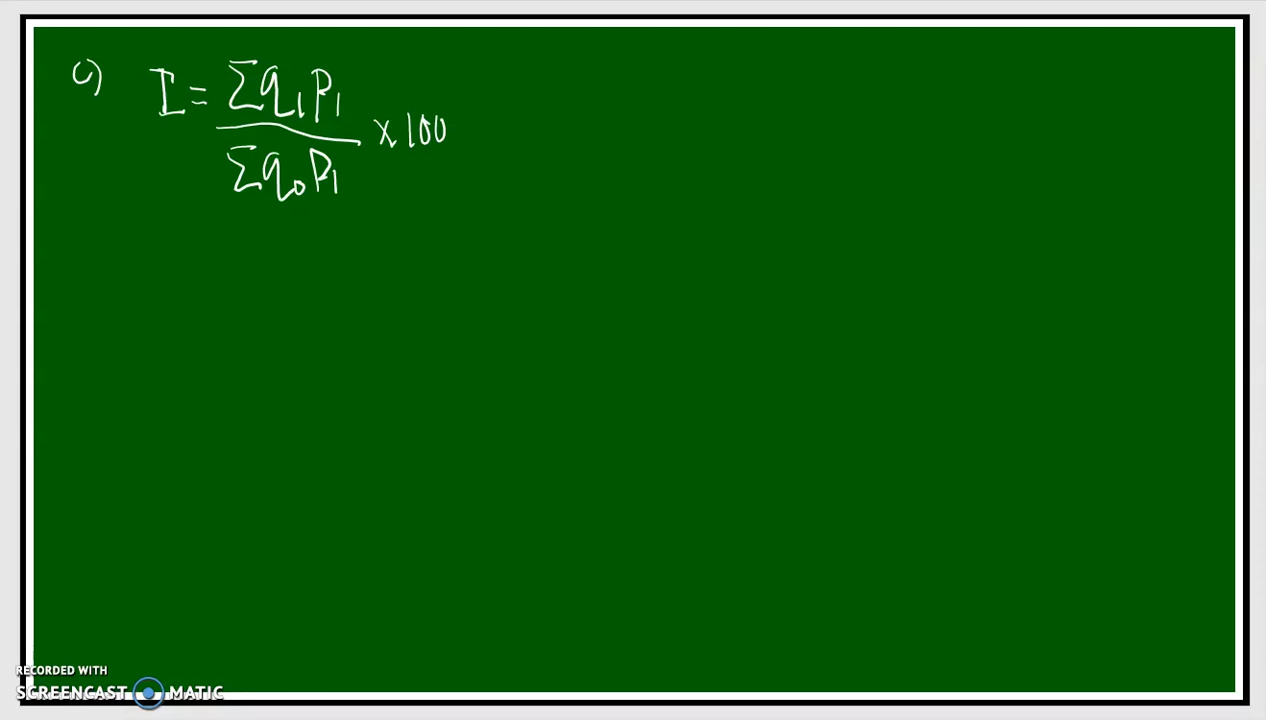 c) I = Σq₁p₁ / Σq₀p₁ x 100
RECORDED WITH
SCREENCAST MATIC